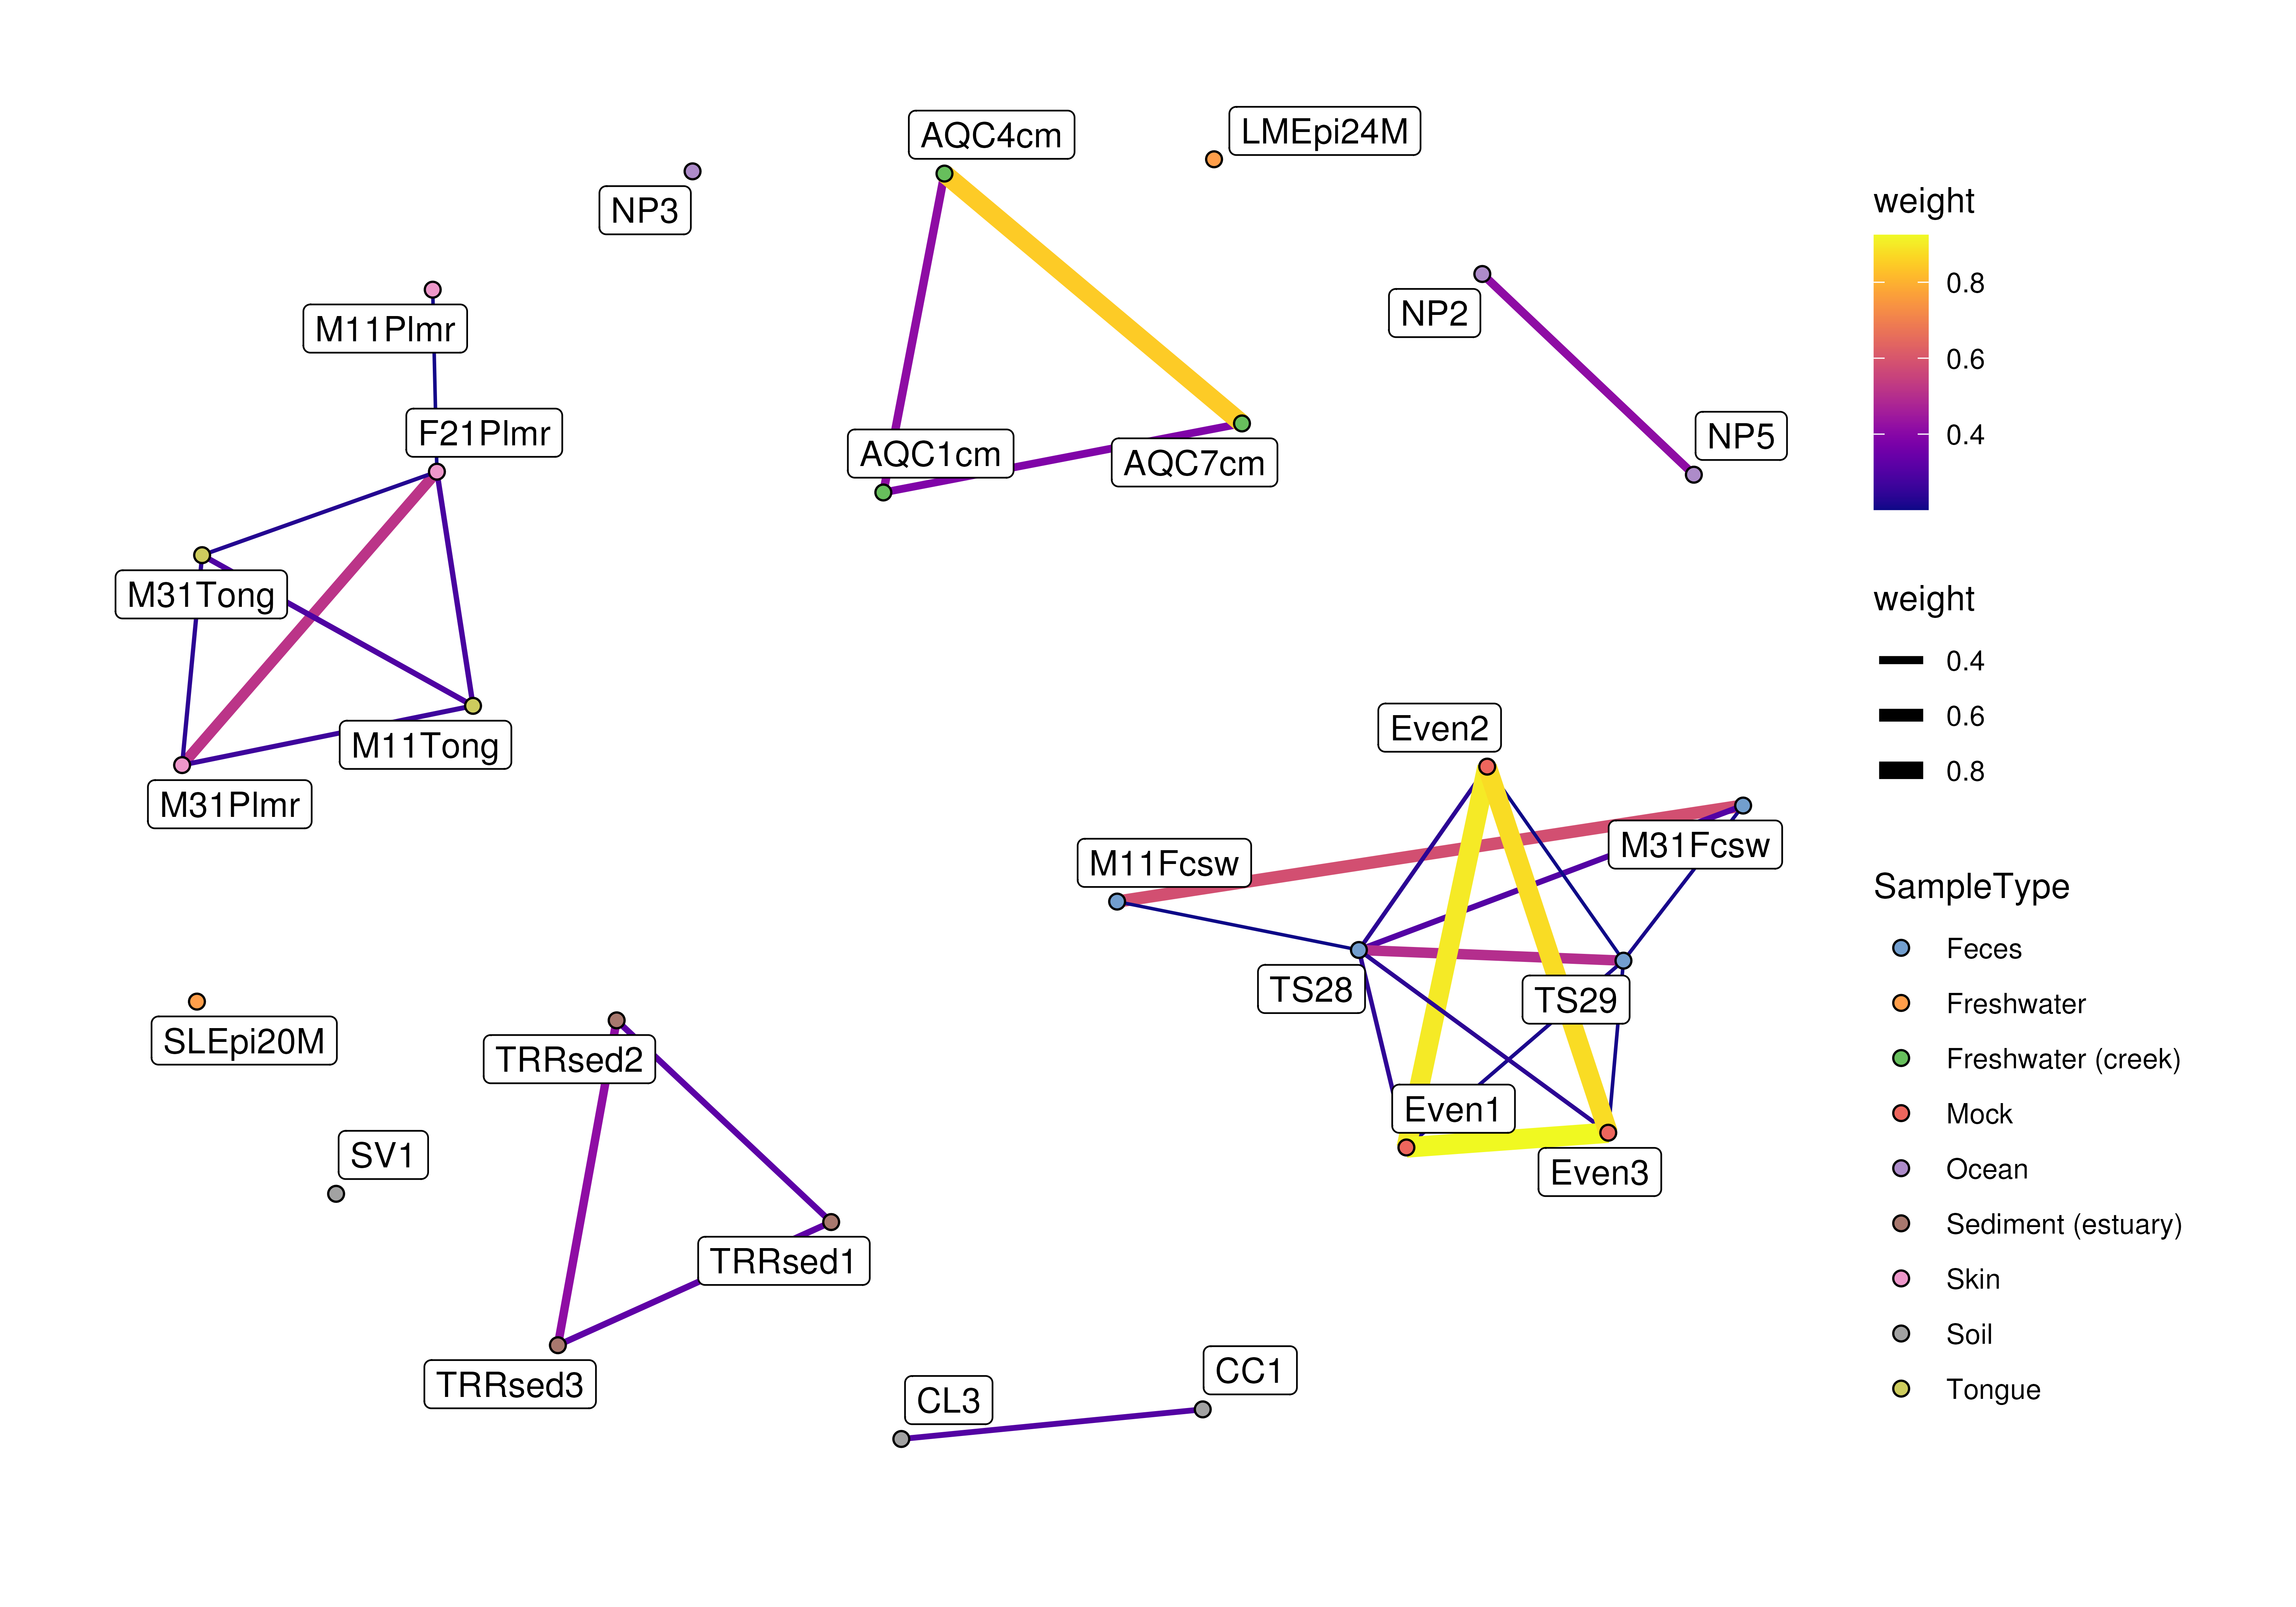 AQC4cm
LMEpi24M
NP3
M11Plmr
NP2
F21Plmr
NP5
AQC1cm
AQC7cm
M31Tong
M11Tong
M31Plmr
Even2
M31Fcsw
M11Fcsw
TS28
TS29
SLEpi20M
TRRsed2
Even1
SV1
Even3
TRRsed1
TRRsed3
CL3
CC1
weight
0.8
0.6
0.4
weight
0.4
0.6
0.8
SampleType
Feces
Freshwater
Freshwater (creek)
Mock
Ocean
Sediment (estuary)
Skin
Soil
Tongue